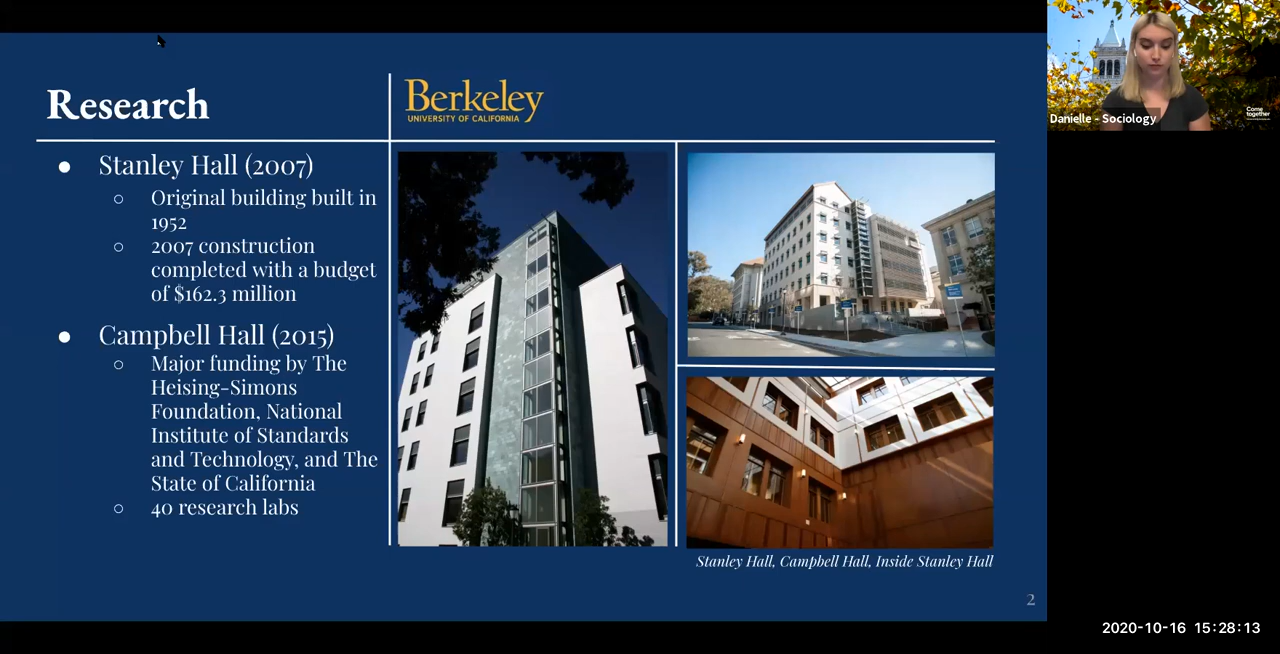 Research
Berkeley
UNIVERSITY OF CALIFORNIA
● Stanley Hall (2007)
○ Original building built in
1952
○ 2007 construction
completed with a budget
of $162.3 million
● Campbell Hall (2015)
○ Major funding by The
Heising-Simons
Foundation, National
Institute of Standards
and Technology, and The
State of California
○ 40 research labs
Stanley Hall, Campbell Hall, Inside Stanley Hall
2
Danielle - Sociology
Come
together
2020-10-16 15:28:13